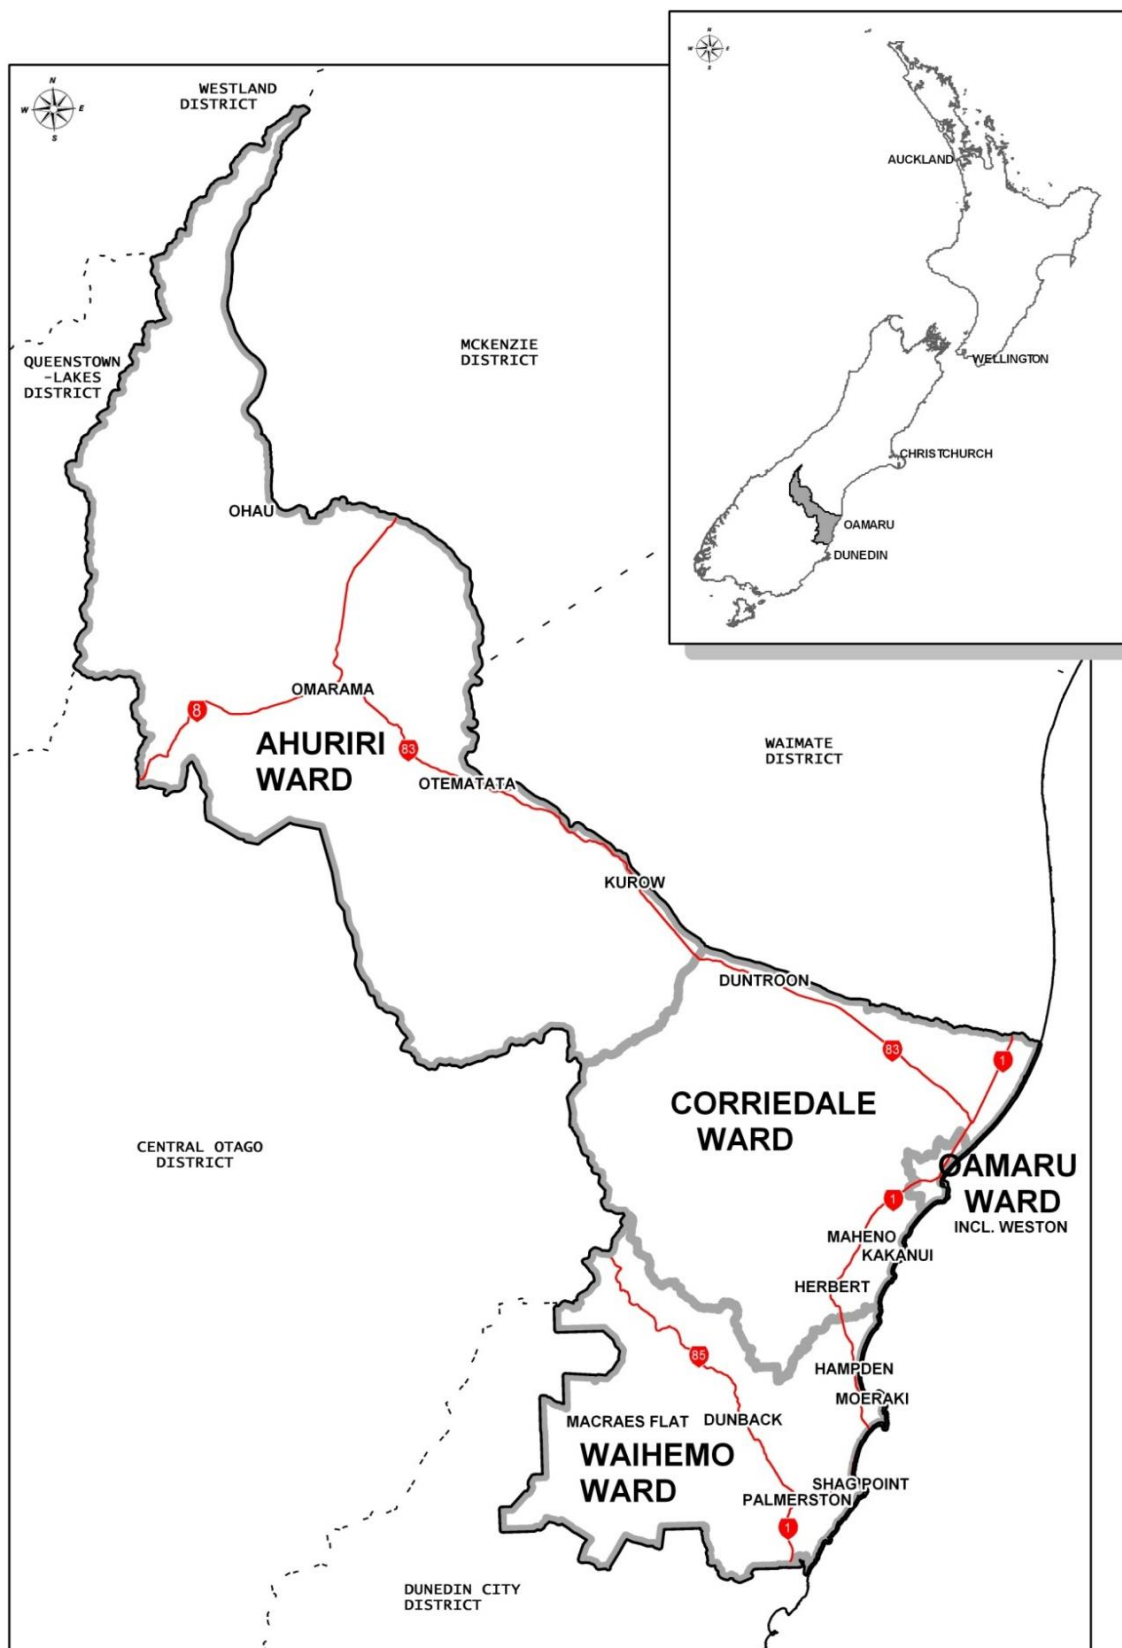 N
W E
S
WESTLAND
DISTRICT
QUEENSTOWN
-LAKES
DISTRICT
MCKENZIE
DISTRICT
N
W E
S
AUCKLAND
WELLINGTON
CHRISTCHURCH
OAMARU
DUNEDIN
OHAU
OMARAMA
8
AHURIRI
WARD
83
OTEMATATA
WAIMATE
DISTRICT
KUROW
DUNTROON
83
1
CORRIEDALE
WARD
CENTRAL OTAGO
DISTRICT
OAMARU
WARD
INCL. WESTON
1
MAHENO
KAKANUI
HERBERT
85
HAMPDEN
MOERAKI
MACRAES FLAT
DUNBACK
WAIHEMO
WARD
SHAG POINT
PALMERSTON
1
DUNEDIN CITY
DISTRICT